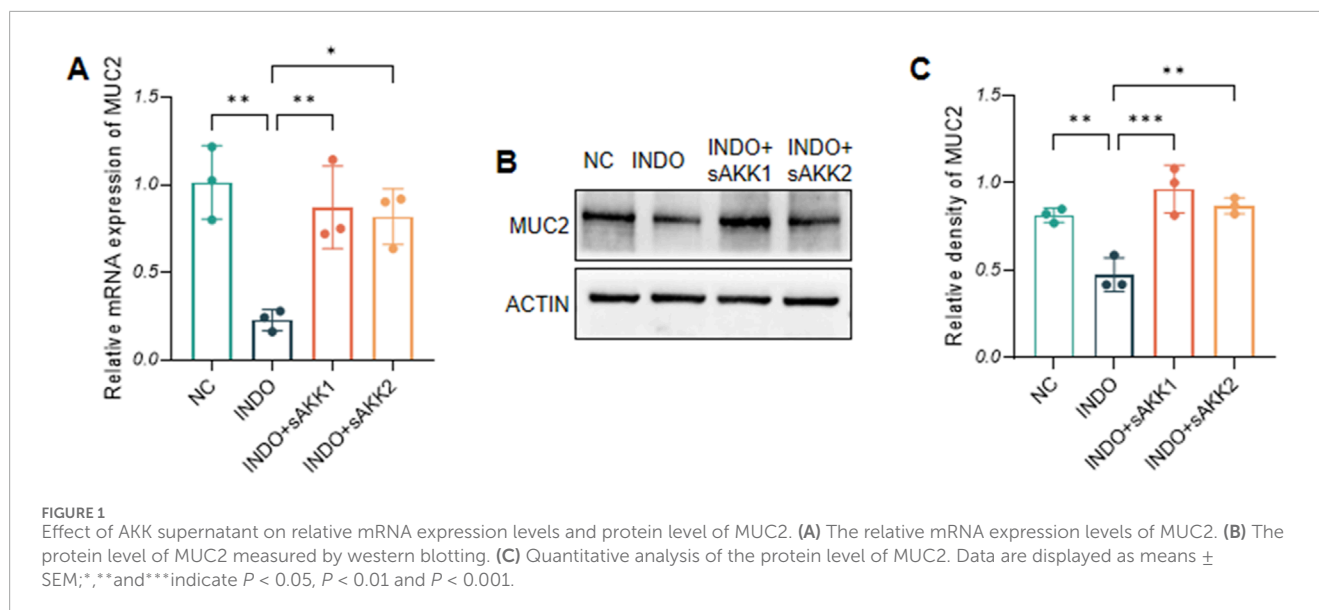 A
Relative mRNA expression of MUC2
1.5
1.0
0.5
0.0
**
**
*
NC
INDO
INDO+sAKK1
INDO+sAKK2
B
NC INDO INDO+ INDO+
sAKK1 sAKK2
MUC2
ACTIN
C
Relative density of MUC2
1.5
1.0
0.5
0.0
**
***
**
NC
INDO
INDO+sAKK1
INDO+sAKK2
FIGURE 1
Effect of AKK supernatant on relative mRNA expression levels and protein level of MUC2. (A) The relative mRNA expression levels of MUC2. (B) The
protein level of MUC2 measured by western blotting. (C) Quantitative analysis of the protein level of MUC2. Data are displayed as means ±
SEM;*,**and***indicate P < 0.05, P < 0.01 and P < 0.001.